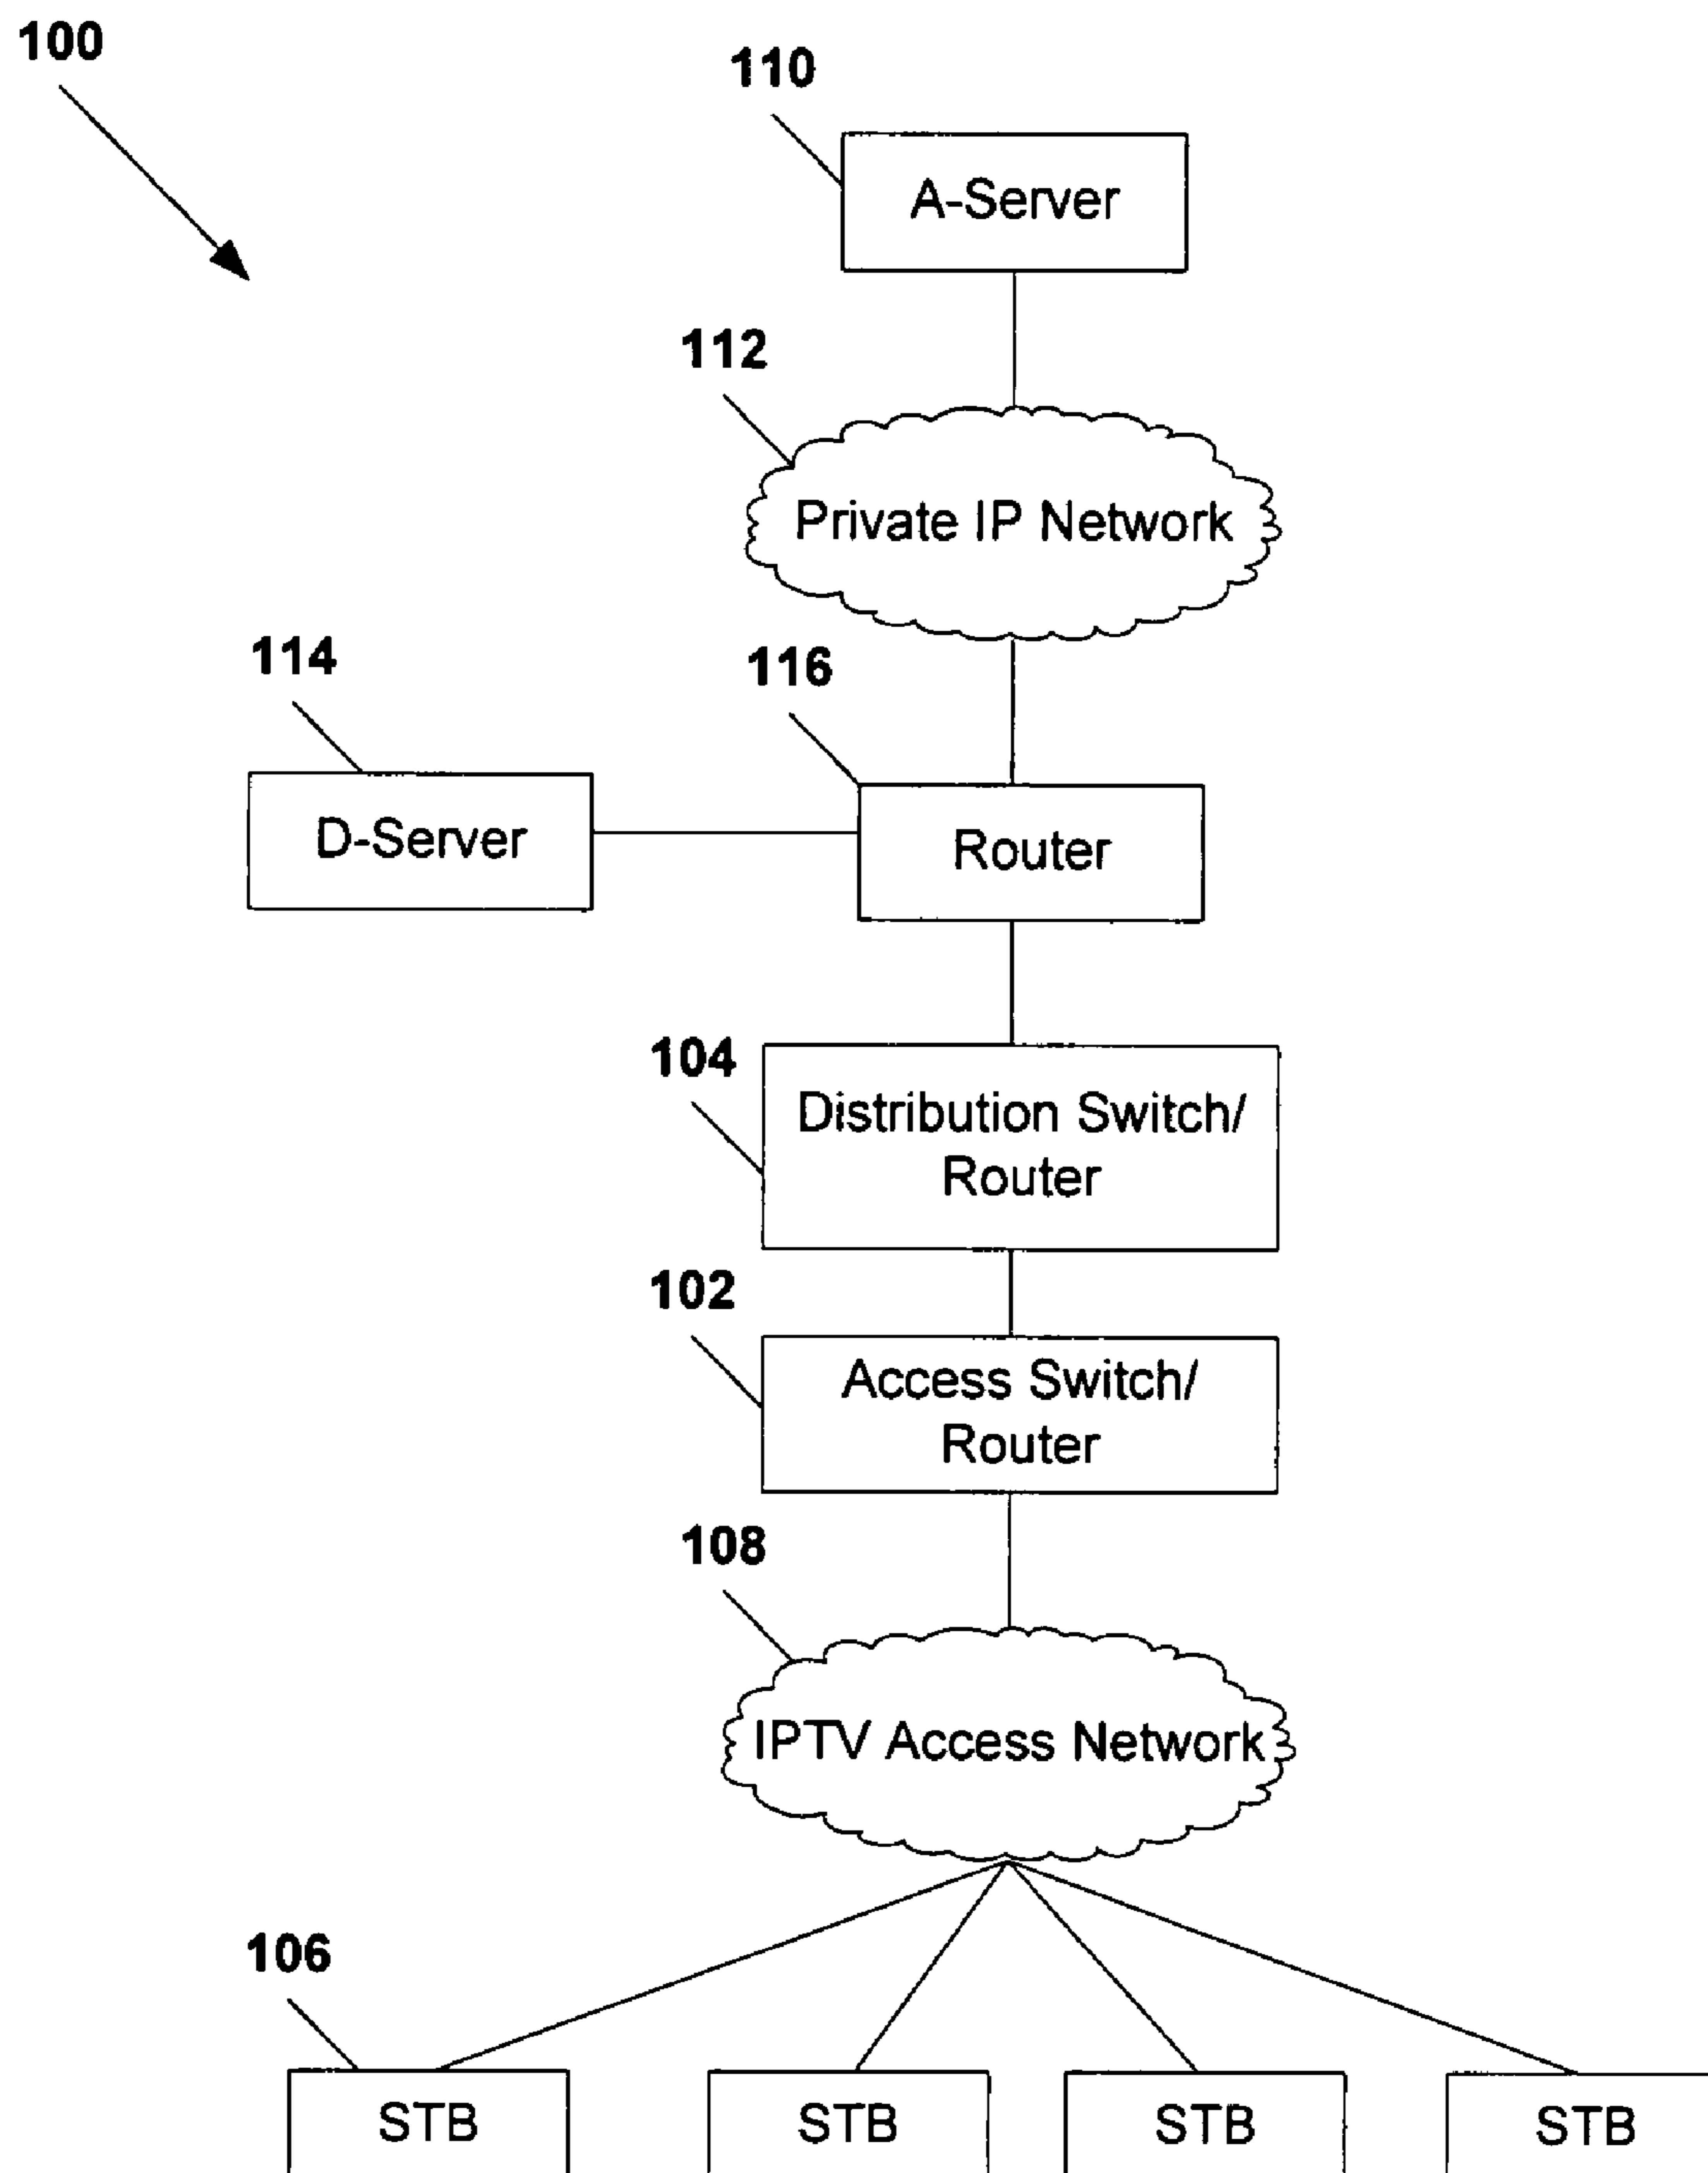 100
110
A-Server
112
Private IP Network
114
116
D-Server
Router
104
Distribution Switch/
Router
102
Access Switch/
Router
108
IPTV Access Network
106
STB
STB
STB
STB